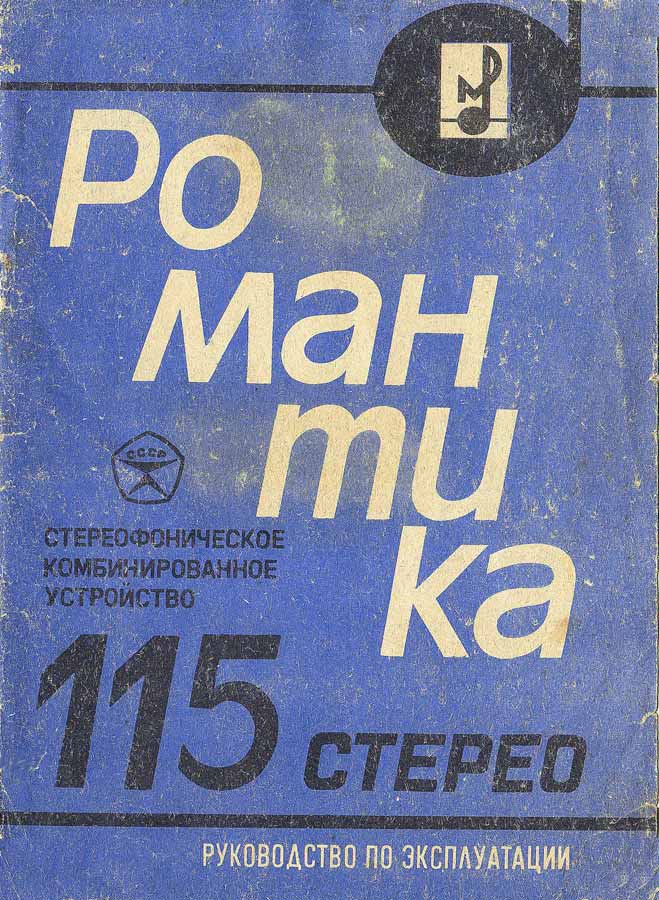 Ро
ман
ти
ка
СССР
СТЕРЕОФОНИЧЕСКОЕ
КОМБИНИРОВАННОЕ
УСТРОЙСТВО
115 СТЕРЕО
РУКОВОДСТВО ПО ЭКСПЛУАТАЦИИ